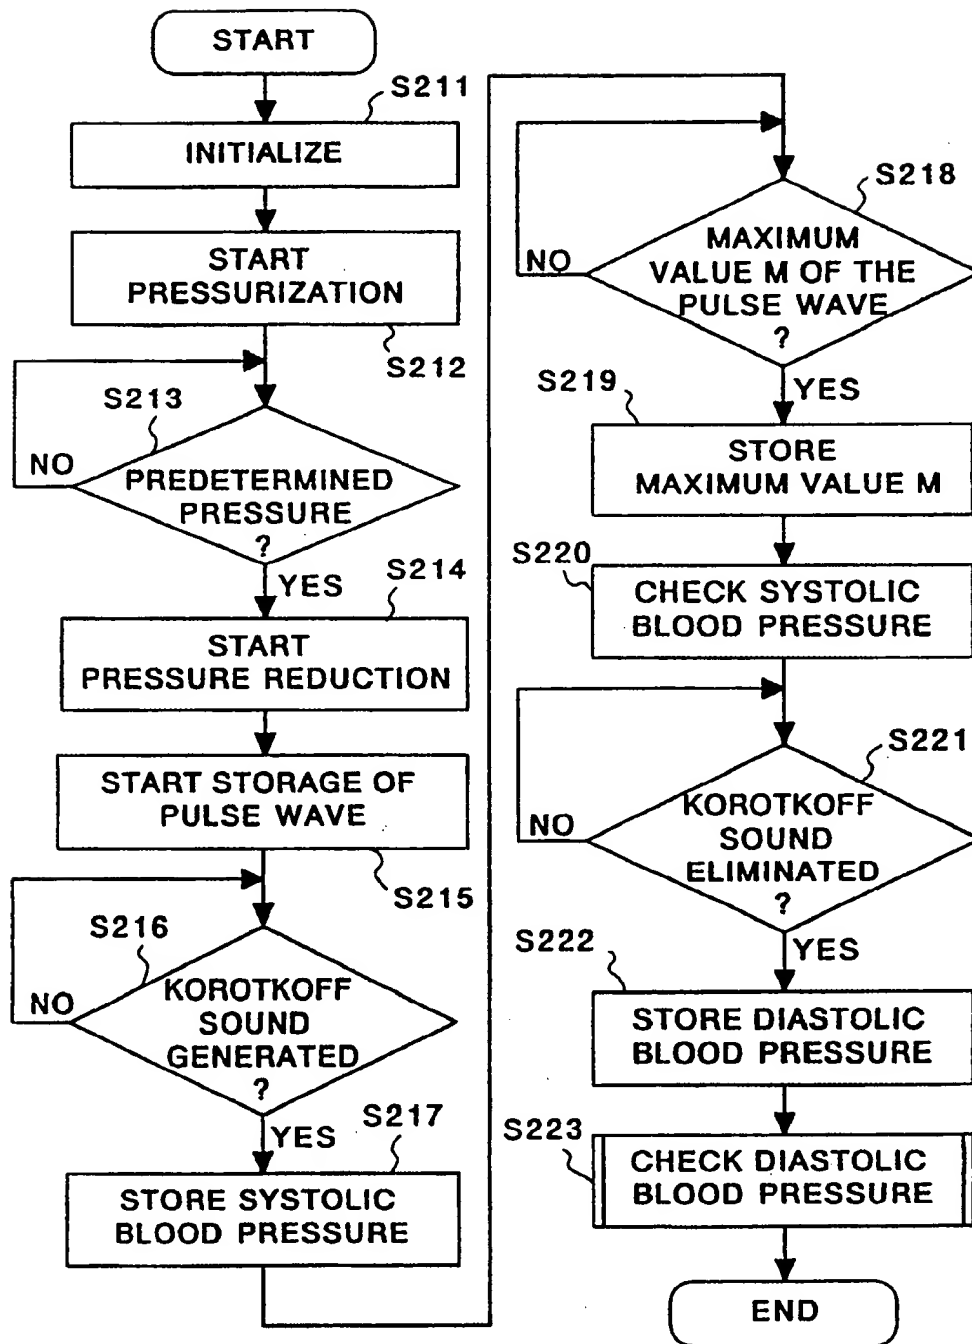 START
S211
INITIALIZE
START
PRESSURIZATION
S212
S213
NO
PREDETERMINED
PRESSURE
?
YES
S214
START
PRESSURE REDUCTION
START STORAGE OF
PULSE WAVE
S215
S216
NO
KOROTKOFF
SOUND
GENERATED
?
YES
S217
STORE SYSTOLIC
BLOOD PRESSURE
S218
NO
MAXIMUM
VALUE M OF THE
PULSE WAVE
?
YES
S219
STORE
MAXIMUM VALUE M
S220
CHECK SYSTOLIC
BLOOD PRESSURE
S221
NO
KOROTKOFF
SOUND
ELIMINATED
?
YES
S222
STORE DIASTOLIC
BLOOD PRESSURE
S223
CHECK DIASTOLIC
BLOOD PRESSURE
END